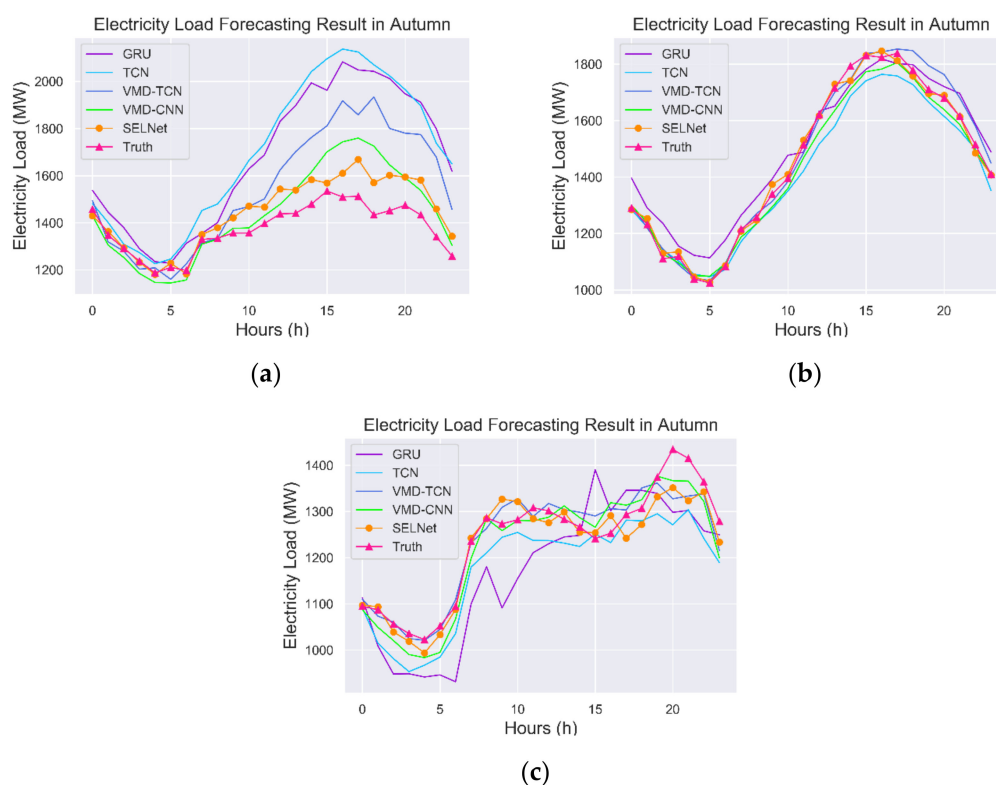 Electricity Load Forecasting Result in Autumn
GRU
TCN
VMD-TCN
VMD-CNN
SELNet
Truth
Electricity Load (MW)
2000
1800
1600
1400
1200
0 5 10 15 20
Hours (h)
(a)
Electricity Load Forecasting Result in Autumn
GRU
TCN
VMD-TCN
VMD-CNN
SELNet
Truth
Electricity Load (MW)
1800
1600
1400
1200
1000
0 5 10 15 20
Hours (h)
(b)
Electricity Load Forecasting Result in Autumn
GRU
TCN
VMD-TCN
VMD-CNN
SELNet
Truth
Electricity Load (MW)
1400
1300
1200
1100
1000
0 5 10 15 20
Hours (h)
(c)